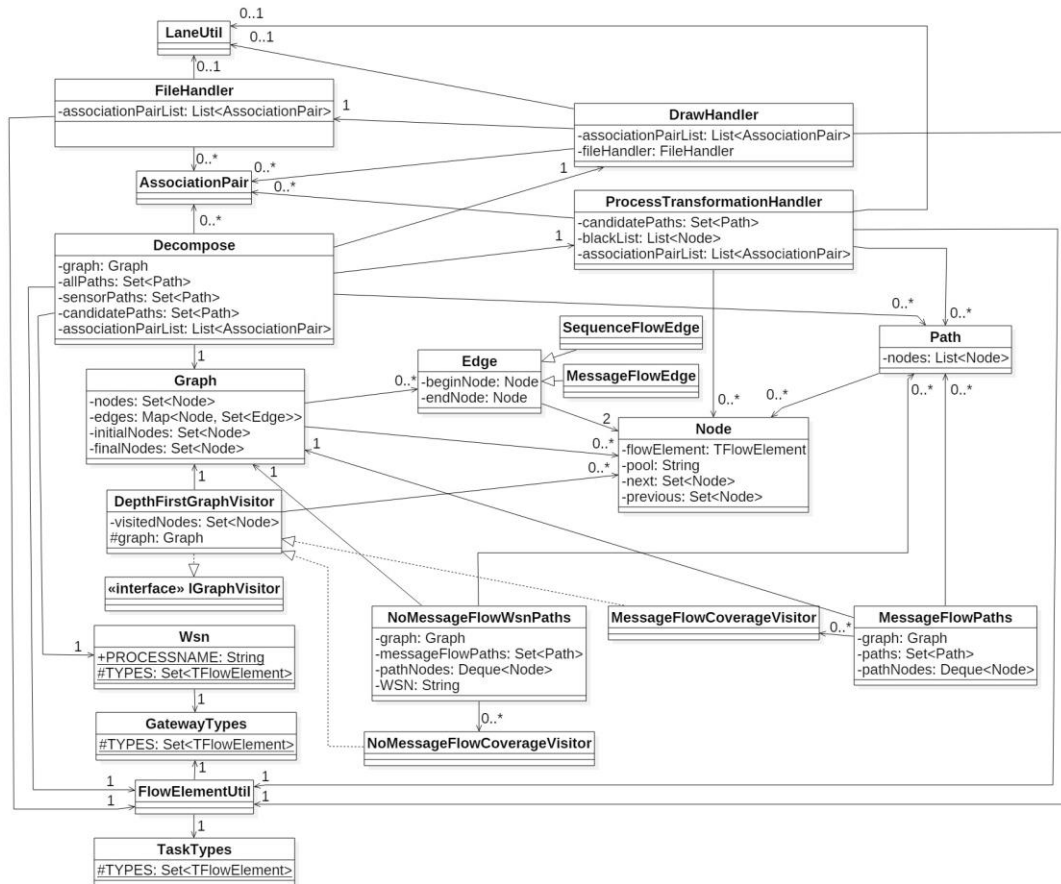 0..1
LaneUtil
0..1
0..1
FileHandler
-associationPairList: List<AssociationPair>
1
DrawHandler
-associationPairList: List<AssociationPair>
-fileHandler: FileHandler
0..*
0..*
1
AssociationPair
0..*
ProcessTransformationHandler
-candidatePaths: Set<Path>
-blackList: List<Node>
-associationPairList: List<AssociationPair>
0..*
1
Decompose
-graph: Graph
-allPaths: Set<Path>
-sensorPaths: Set<Path>
-candidatePaths: Set<Path>
-associationPairList: List<AssociationPair>
0..*
0..*
SequenceFlowEdge
Path
-nodes: List<Node>
1
Edge
-beginNode: Node
-endNode: Node
MessageFlowEdge
Graph
-nodes: Set<Node>
-edges: Map<Node, Set<Edge>>
-initialNodes: Set<Node>
-finalNodes: Set<Node>
0..*
0..*
0..*
0..*
0..*
2
Node
-flowElement: TFlowElement
-pool: String
-next: Set<Node>
-previous: Set<Node>
0..*
1
1
1
0..*
DepthFirstGraphVisitor
-visitedNodes: Set<Node>
#graph: Graph
«interface» IGraphVisitor
NoMessageFlowWsnPaths
-graph: Graph
-messageFlowPaths: Set<Path>
-pathNodes: Deque<Node>
-WSN: String
MessageFlowCoverageVisitor
0..*
MessageFlowPaths
-graph: Graph
-paths: Set<Path>
-pathNodes: Deque<Node>
1
Wsn
+PROCESSNAME: String
#TYPES: Set<TFlowElement>
1
0..*
GatewayTypes
#TYPES: Set<TFlowElement>
NoMessageFlowCoverageVisitor
1
1
1
FlowElementUtil
1
1
1
TaskTypes
#TYPES: Set<TFlowElement>